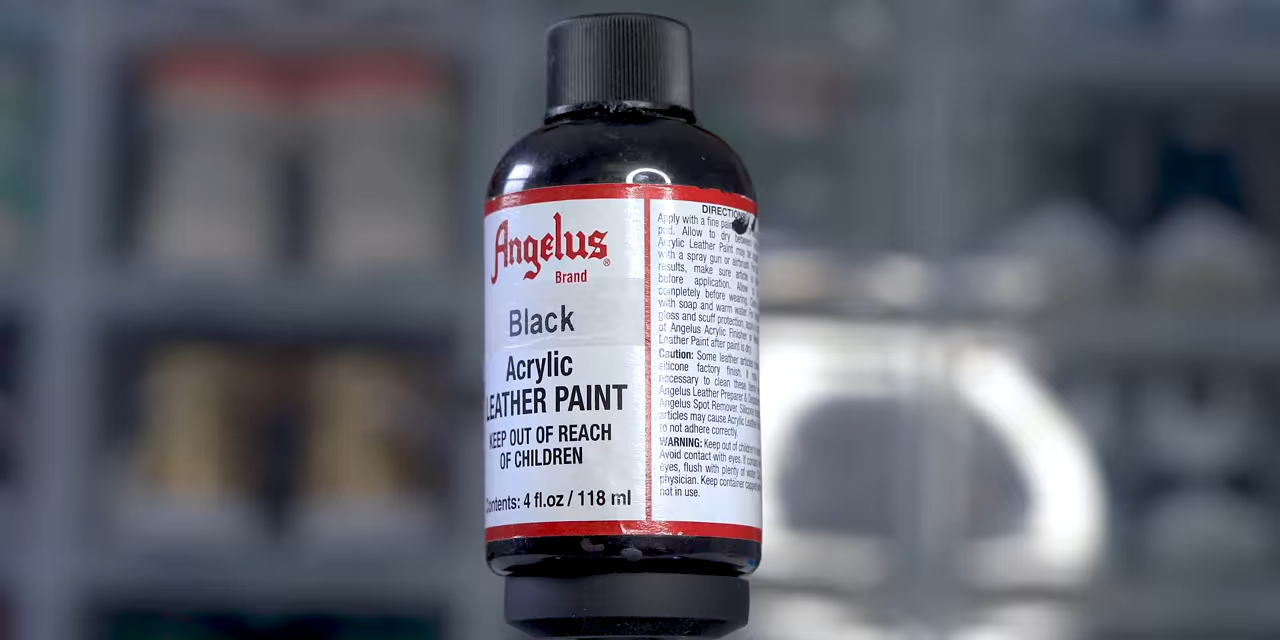 Angelus®
Brand
Black
Acrylic
LEATHER PAINT
KEEP OUT OF REACH
OF CHILDREN
Contents: 4 fl.oz / 118 ml
Apply with a fine
pad. Allow to dry
Acrylic Leather Paint may
with a spray gun or
results, make sure
before application. Allow
completely before wearing.
with soap and warm water. For
gloss and scuff protection,
of Angelus Acrylic Finisher
Leather Paint after paint is dry.
Caution: Some leather
silicone factory finish.
necessary to clean these
Angelus Leather Preparer &
Angelus Spot Remover.
articles may cause Acrylic
to not adhere correctly.
WARNING: Keep out of
Avoid contact with eyes. If
eyes, flush with plenty of
physician. Keep container
not in use.